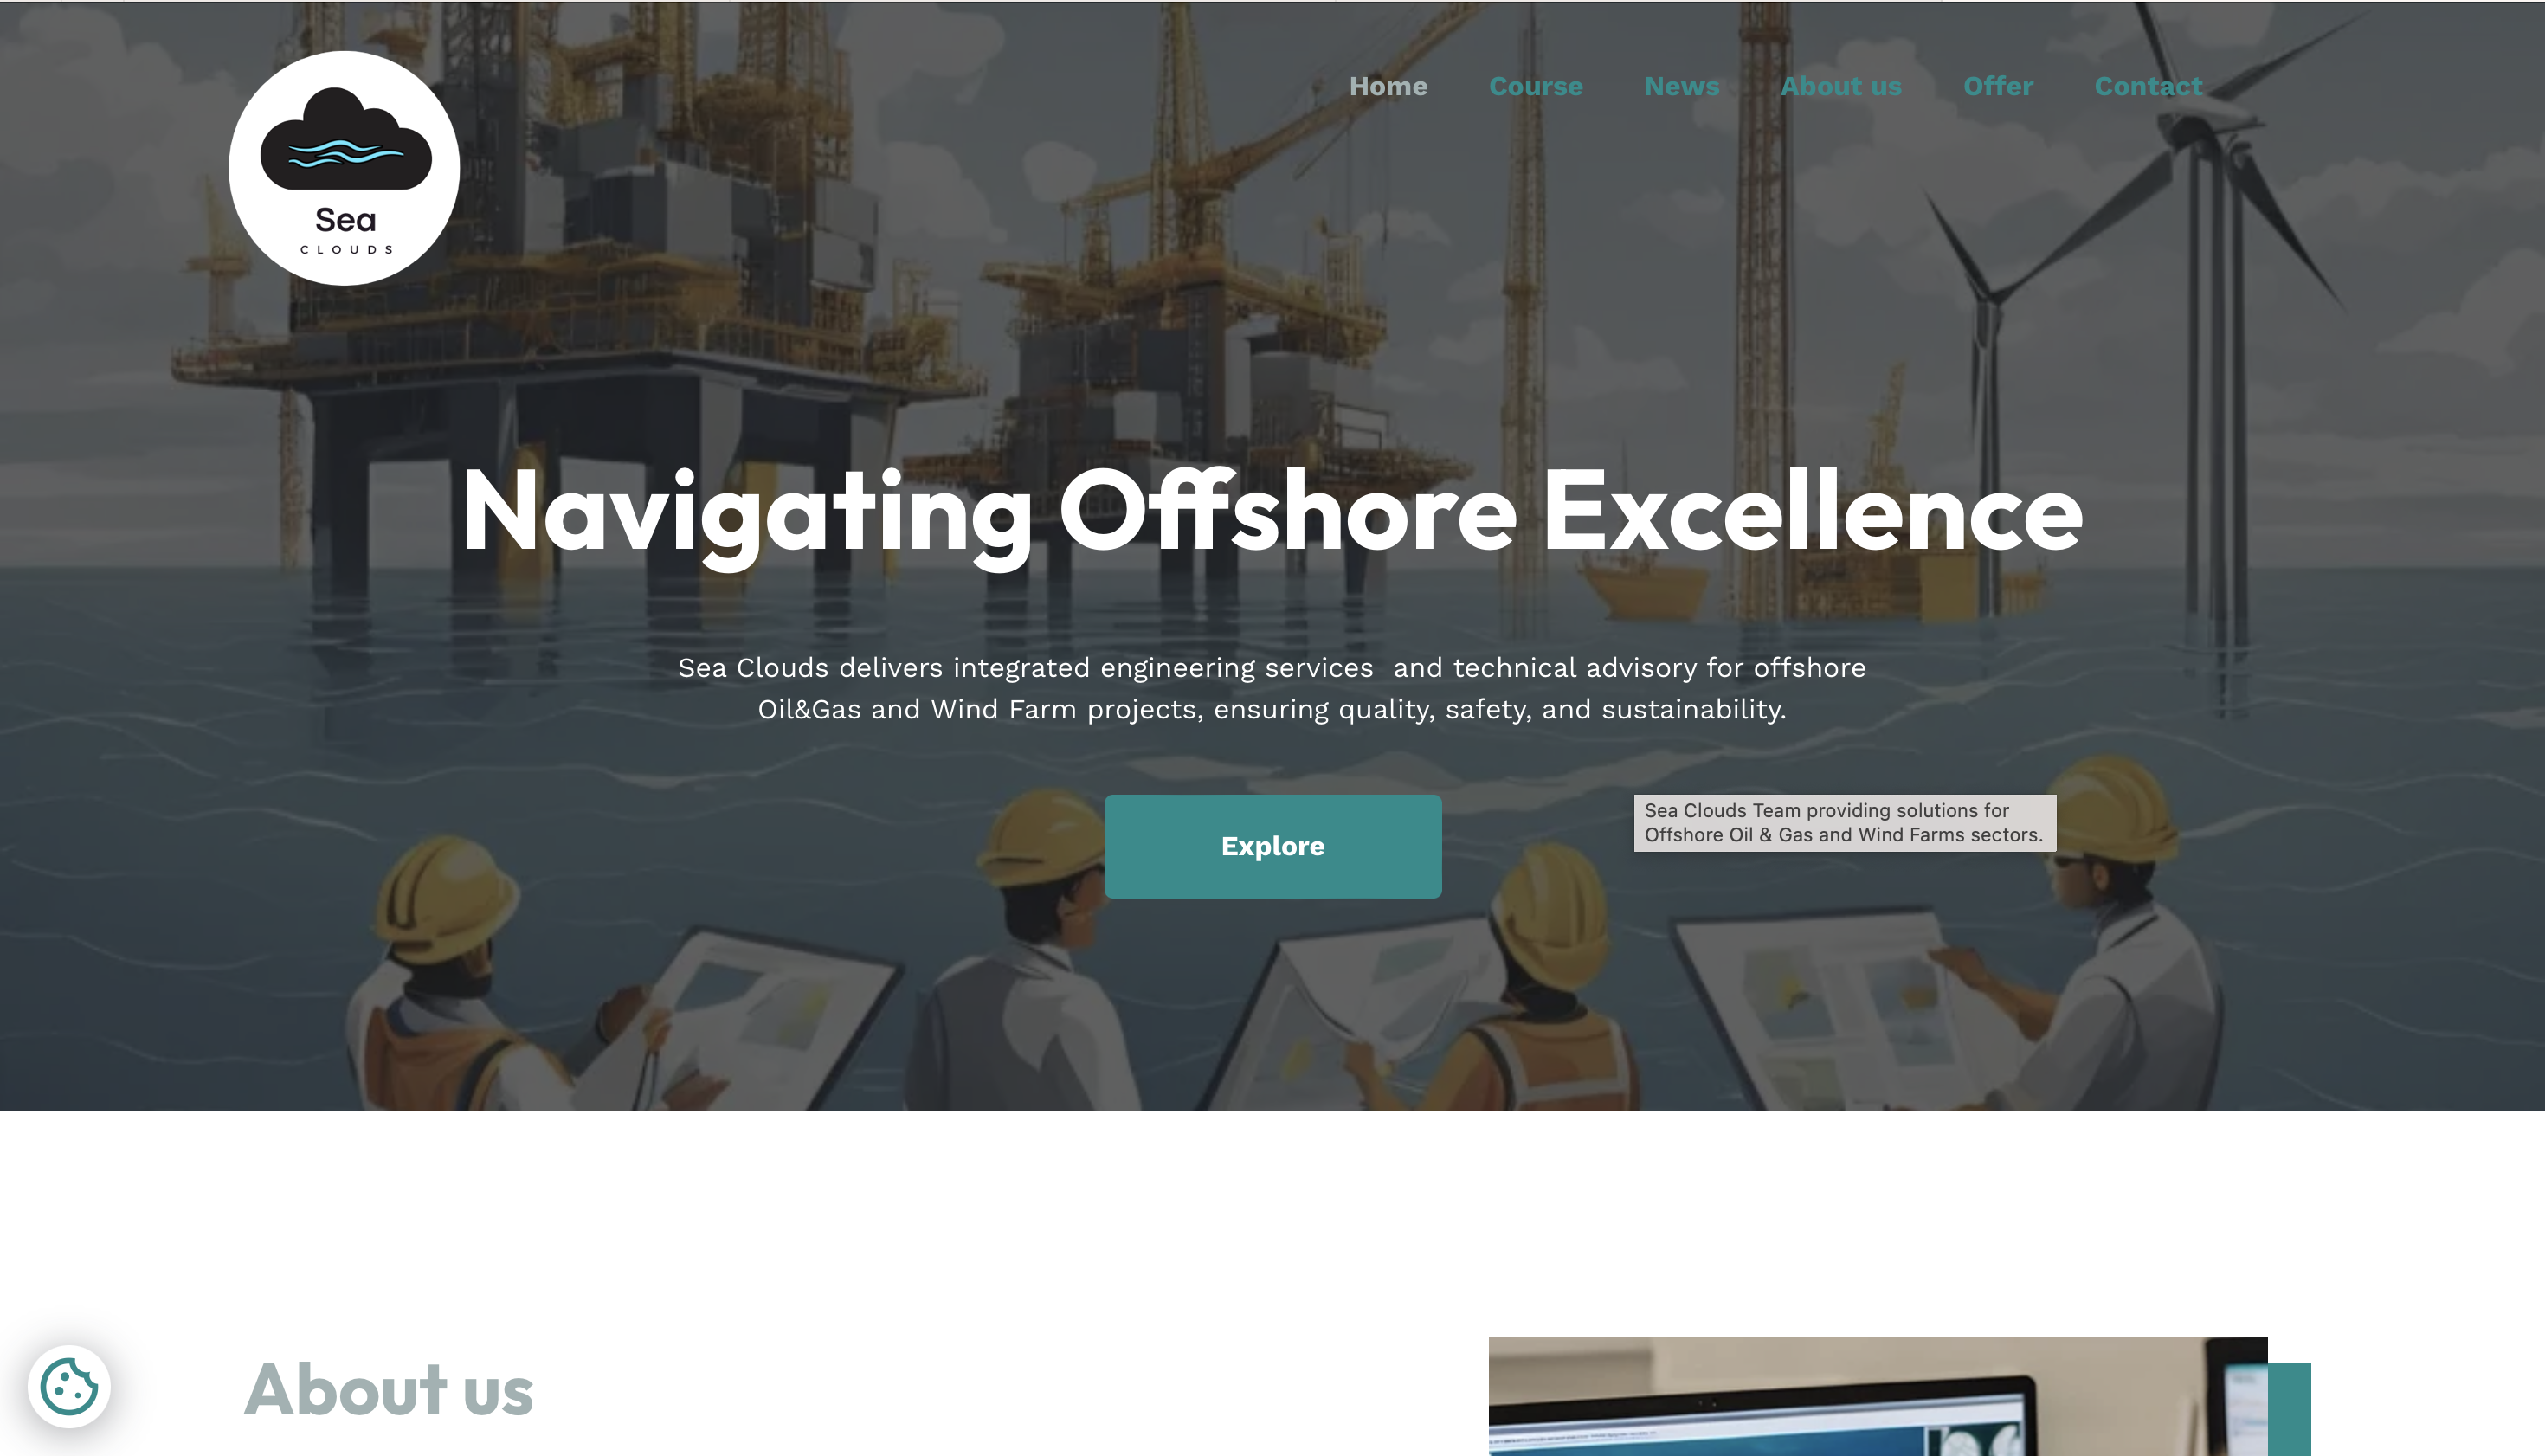 Sea
CLOUDS
Home
Course
News
About us
Offer
Contact
Navigating Offshore Excellence
Sea Clouds delivers integrated engineering services  and technical advisory for offshore
Oil&Gas and Wind Farm projects, ensuring quality, safety, and sustainability.
Explore
Sea Clouds Team providing solutions for
Offshore Oil & Gas and Wind Farms sectors.
About us